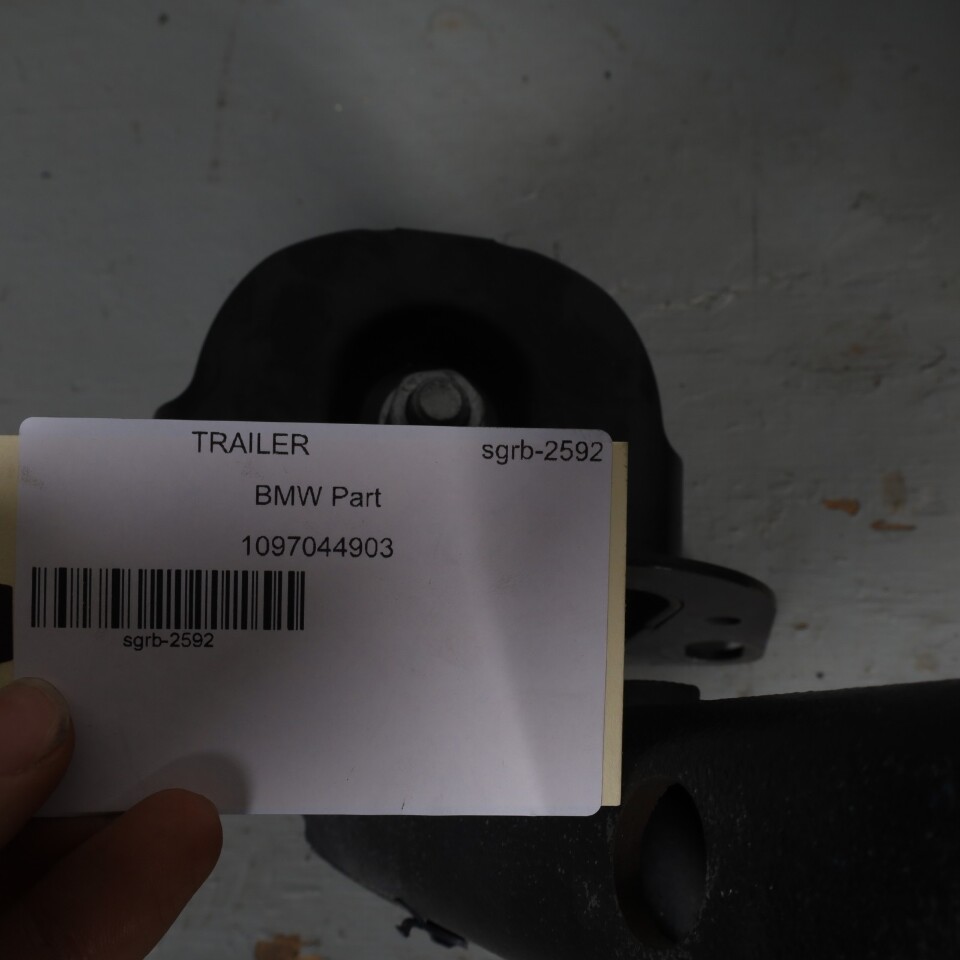 TRAILER sgrb-2592
BMW Part
1097044903
sgrb-2592